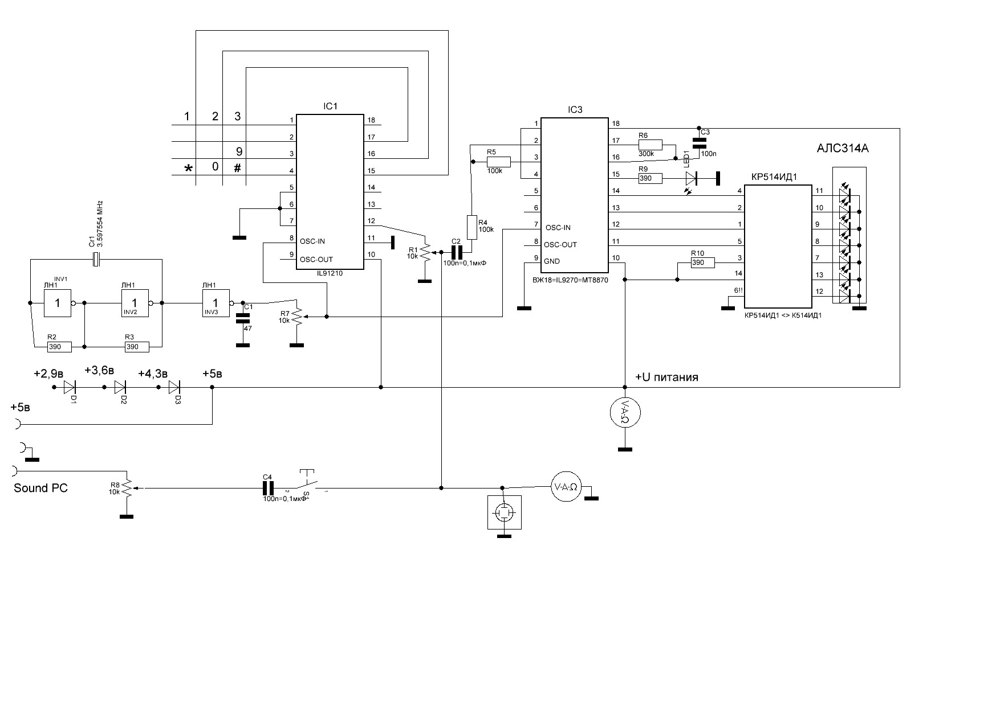 IC1
1 2 3
9
* 0 #
1 18
2 17
3 16
4 15
5 14
6 13
7 12
8 OSC-IN 11
9 OSC-OUT 10
IL91210
R1
10k
C2
100n=0,1мкФ
R4
100k
R5
100k
IC3
1 18
2 17
3 16
4 15
5 14
6 13
7 OSC-IN 12
8 OSC-OUT 11
9 GND 10
ВЖ18=IL9270=MT8870
R6
300k
C3
100n
LED1
R9
390
R10
390
АЛС314А
КР514ИД1
4 11
2 10
1 9
5 8
3 7
14 13
6!! 12
КР514ИД1 <> К514ИД1
Cr1
3.597554 MHz
INV1
ЛН1 ЛН1 ЛН1
1 1 1
INV2 INV3
C1
47
R7
10k
R2
390
R3
390
+2,9в +3,6в +4,3в +5в
D1 D2 D3
+U питания
V-A-Ω
+5в
Sound PC
R8
10k
C4
100n=0,1мкФ
2 S1 1
V-A-Ω